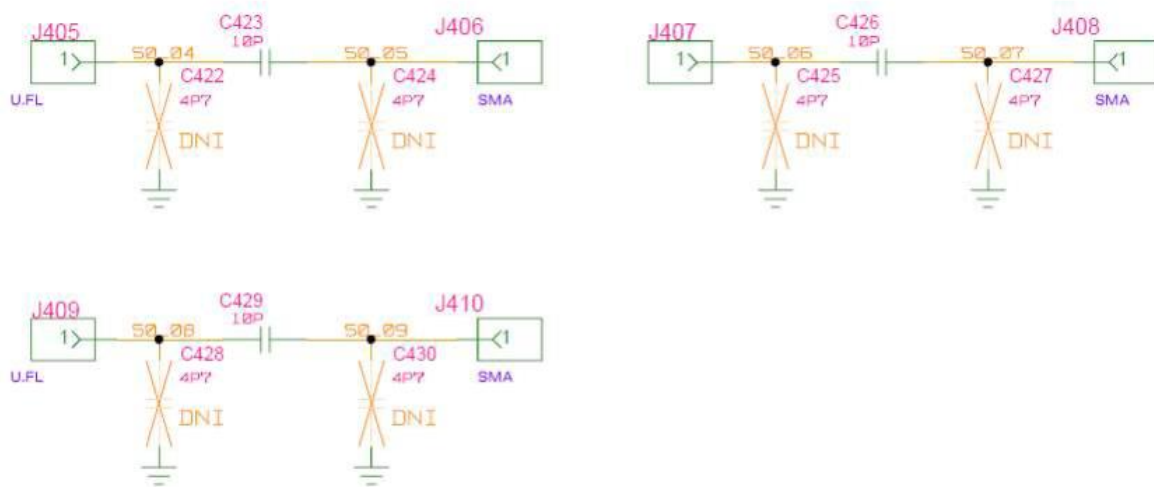 J405
1
U.FL
50_04
C422
4P7
DNI
C423
10P
50_05
C424
4P7
DNI
J406
1
SMA
J407
1
50_06
C425
4P7
DNI
C426
10P
50_07
C427
4P7
DNI
J408
1
SMA
J409
1
U.FL
50_08
C428
4P7
DNI
C429
10P
50_09
C430
4P7
DNI
J410
1
SMA